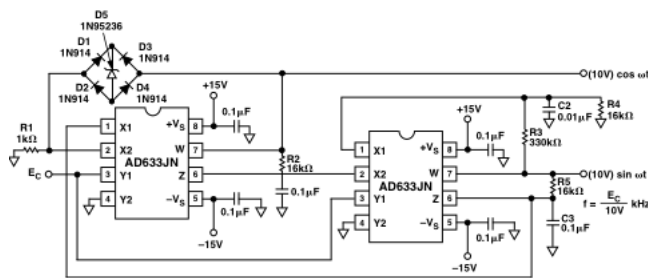 D5
1N95236
D1
1N914
D3
1N914
D2
1N914
D4
1N914
R1
1kΩ
E_C
+15V
0.1µF
1 X1 +V_S 8
2 X2 W 7
AD633JN
3 Y1 Z 6
4 Y2 –V_S 5
R2
16kΩ
0.1µF
0.1µF
–15V
+15V
0.1µF
1 X1 +V_S 8
2 X2 W 7
AD633JN
3 Y1 Z 6
4 Y2 –V_S 5
0.1µF
–15V
(10V) cos ωt
C2
0.01µF
R4
16kΩ
R3
330kΩ
(10V) sin ωt
R5
16kΩ
f = E_C / 10V kHz
C3
0.1µF